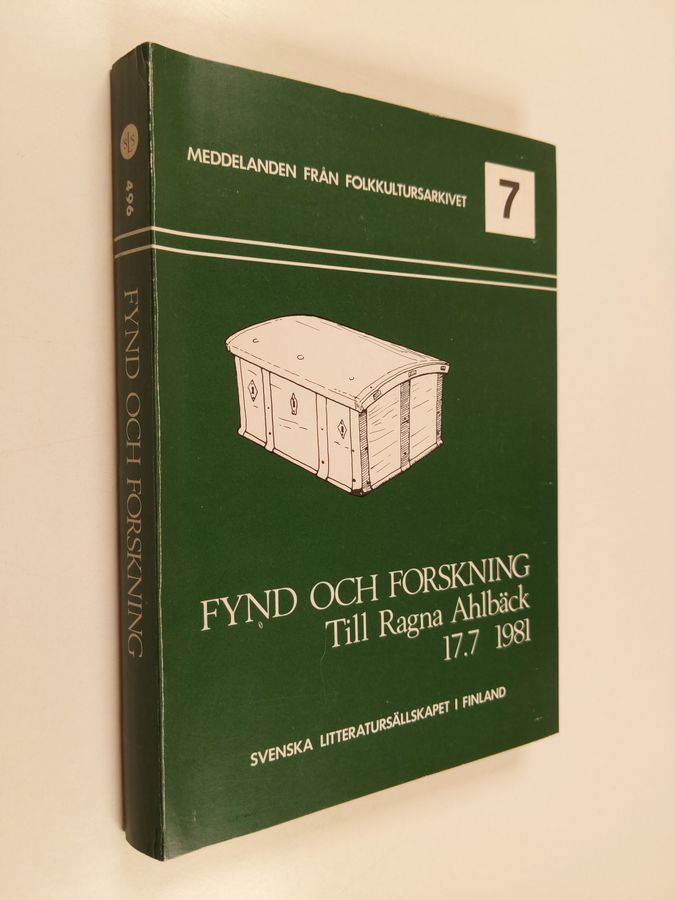 MEDDELANDEN FRÅN FOLKKULTURSARKIVET
7
FYND OCH FORSKNING
Till Ragna Ahlbäck
17.7 1981
SVENSKA LITTERATURSÄLLSKAPET I FINLAND
SLS
496
FYND OCH FORSKNING